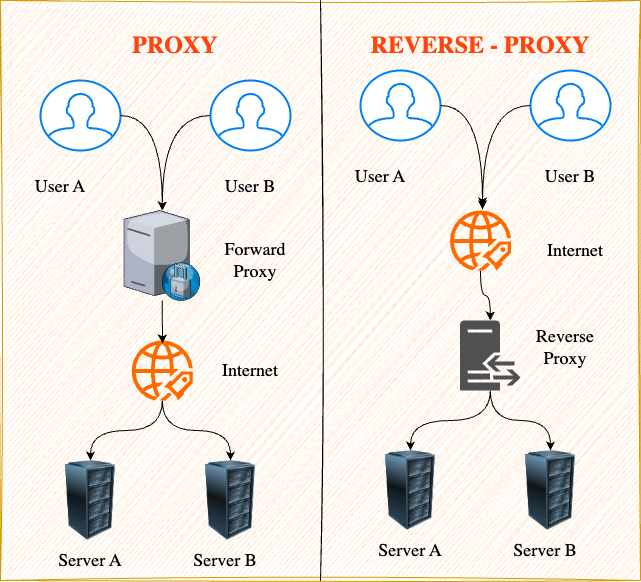 PROXY
User A
User B
Forward
Proxy
Internet
Server A
Server B
REVERSE - PROXY
User A
User B
Internet
Reverse
Proxy
Server A
Server B